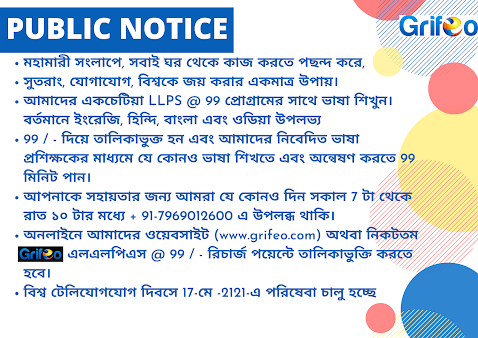 PUBLIC NOTICE
Grifeo
• মহামারী সংলাপে, সবাই ঘর থেকে কাজ করতে পছন্দ করে,
• সুতরাং, যোগাযোগ, বিশ্বকে জয় করার একমাত্র উপায়।
• আমাদের একচেটিয়া LLPS @ 99 প্রোগ্রামের সাথে ভাষা শিখুন।
বর্তমানে ইংরেজি, হিন্দি, বাংলা এবং ওডিয়া উপলভ্য
• 99 / - দিয়ে তালিকাভুক্ত হন এবং আমাদের নিবেদিত ভাষা
প্রশিক্ষকের মাধ্যমে যে কোনও ভাষা শিখতে এবং অন্বেষণ করতে 99
মিনিট পান।
• আপনাকে সহায়তার জন্য আমরা যে কোনও দিন সকাল 7 টা থেকে
রাত ১০ টার মধ্যে + 91-7969012600 এ উপলব্ধ থাকি।
• অনলাইনে আমাদের ওয়েবসাইট (www.grifeo.com) অথবা নিকটতম
Grifeo এলএলপিএস @ 99 / - রিচার্জ পয়েন্টে তালিকাভুক্তি করতে
হবে।
• বিশ্ব টেলিযোগযোগ দিবসে 17-মে -2121-এ পরিষেবা চালু হচ্ছে